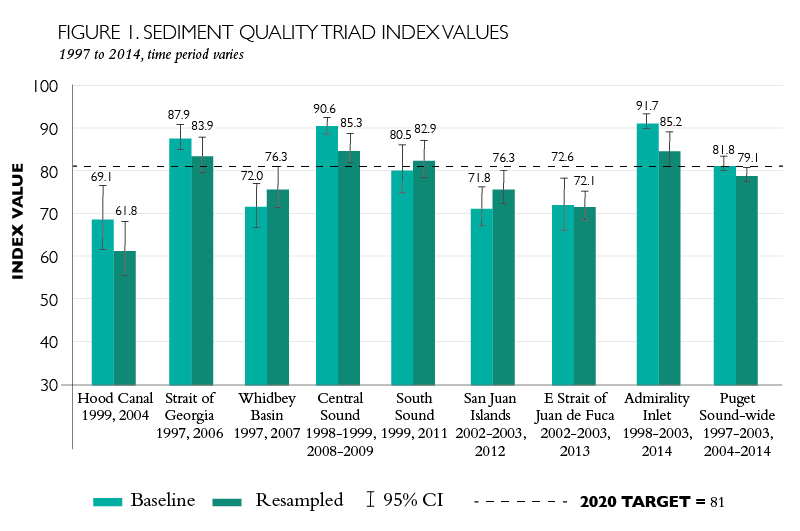 FIGURE 1. SEDIMENT QUALITY TRIAD INDEX VALUES
1997 to 2014, time period varies
INDEX VALUE
100
90
80
70
60
50
40
30
69.1
61.8
87.9
83.9
72.0
76.3
90.6
85.3
80.5
82.9
71.8
76.3
72.6
72.1
91.7
85.2
81.8
79.1
Hood Canal
1999, 2004
Strait of
Georgia
1997, 2006
Whidbey
Basin
1997, 2007
Central
Sound
1998–1999,
2008–2009
South
Sound
1999, 2011
San Juan
Islands
2002–2003,
2012
E Strait of
Juan de Fuca
2002–2003,
2013
Admirality
Inlet
1998–2003,
2014
Puget
Sound–wide
1997–2003,
2004–2014
Baseline
Resampled
95% CI
2020 TARGET = 81